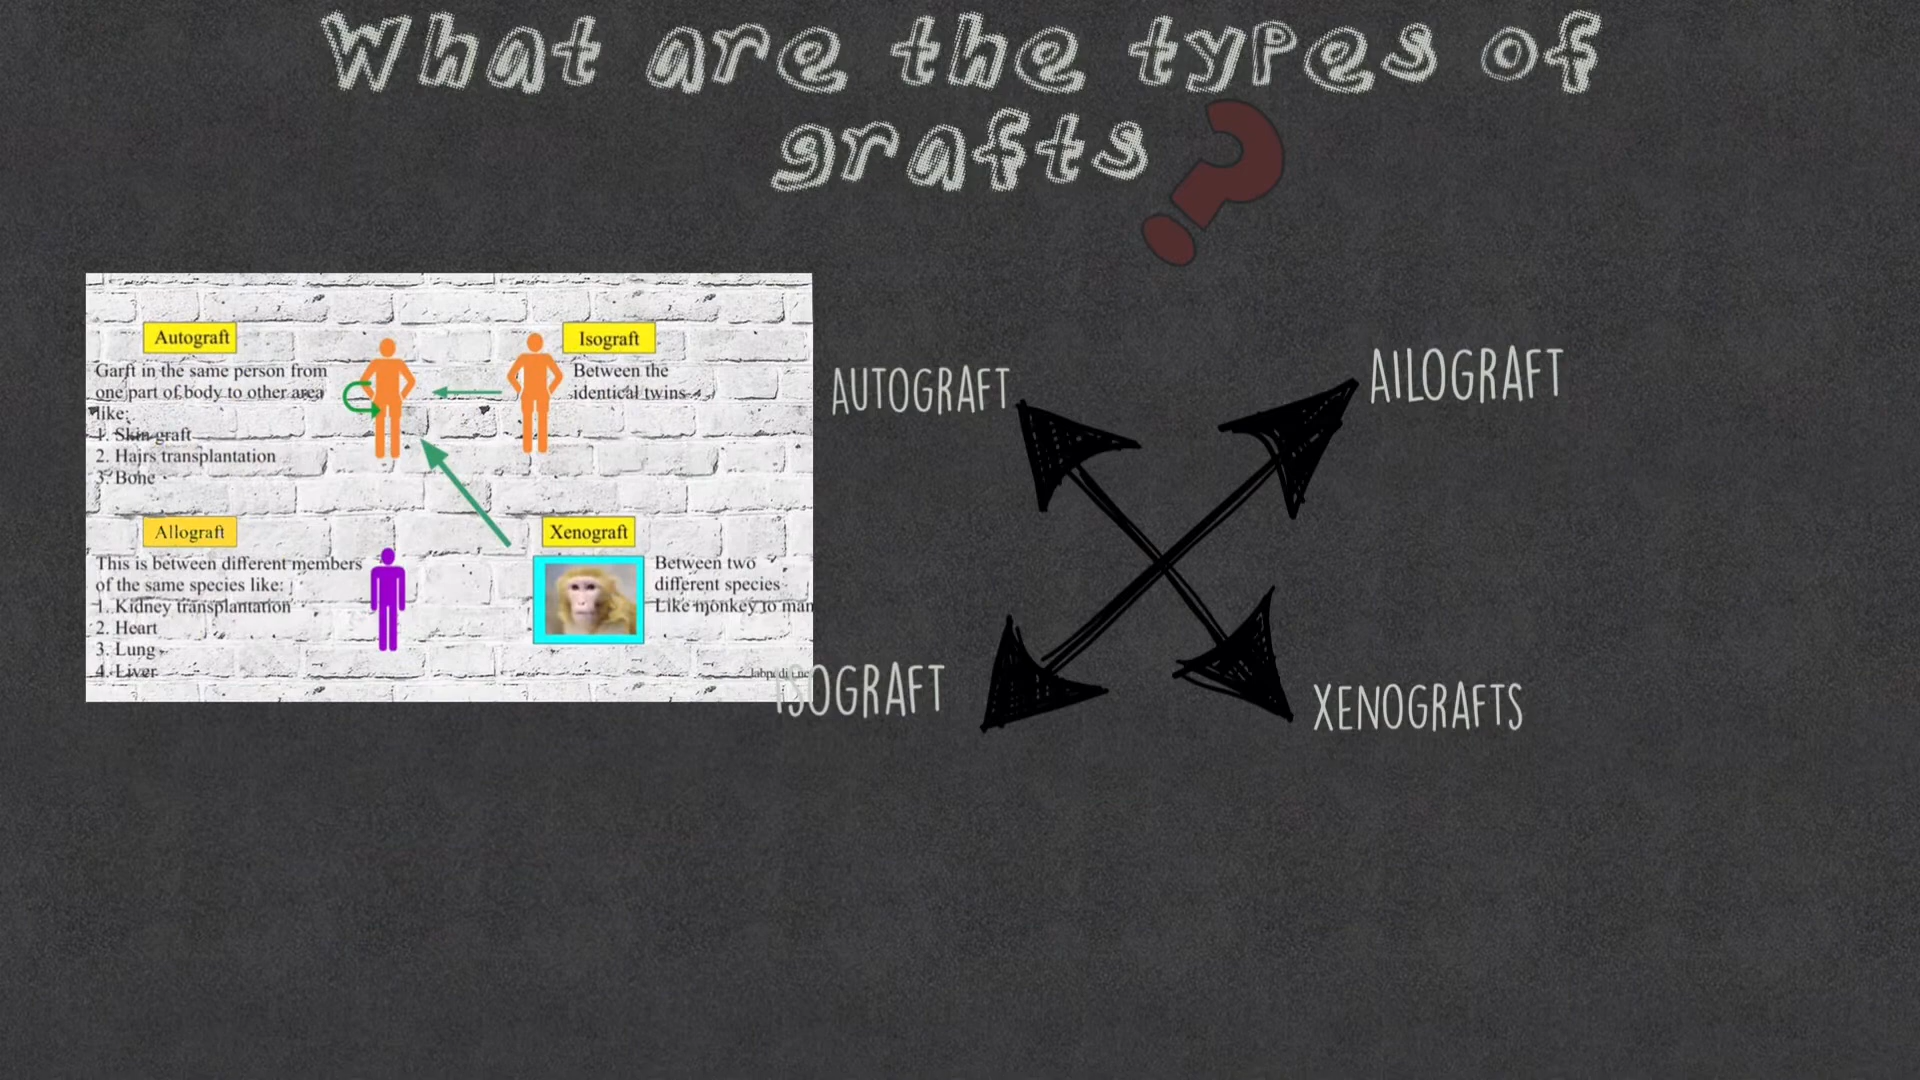 What are the types of
grafts?
Autograft
Garft in the same person from
one part of body to other area
like:
1. Skin graft
2. Hairs transplantation
3. Bone
Isograft
Between the
identical twins
Allograft
This is between different members
of the same species like:
1. Kidney transplantation
2. Heart
3. Lung
4. Liver
Xenograft
Between two
different species
Like monkey to man
AUTOGRAFT
AILOGRAFT
ISOGRAFT
XENOGRAFTS